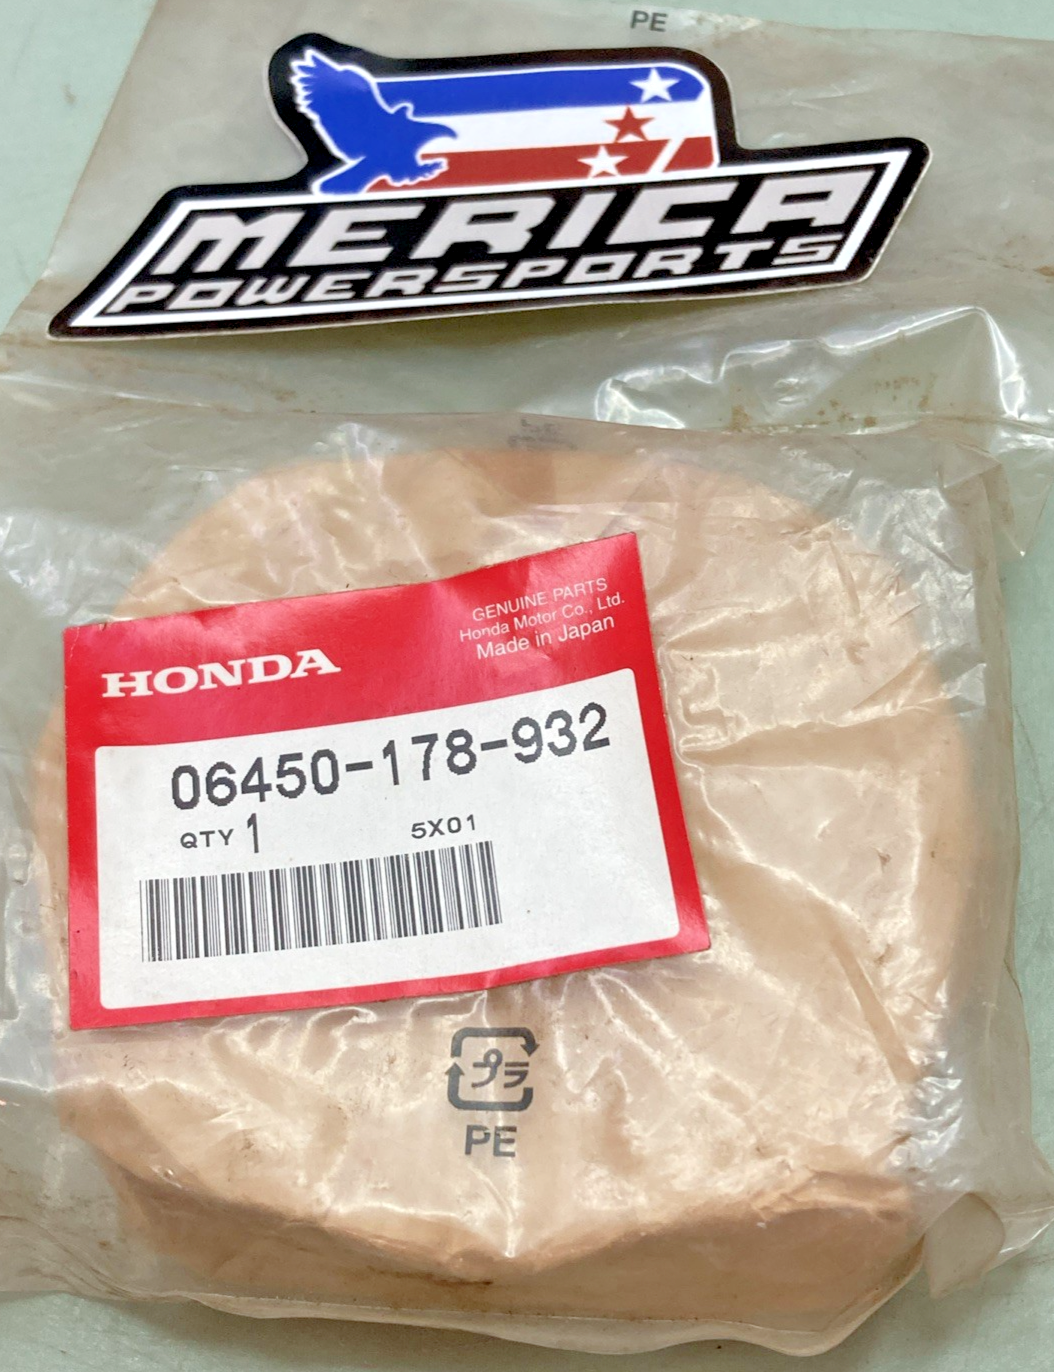 PE
MERICA
POWERSPORTS
GENUINE PARTS
Honda Motor Co., Ltd.
Made in Japan
HONDA
06450-178-932
QTY 1 5X01
プラ
PE